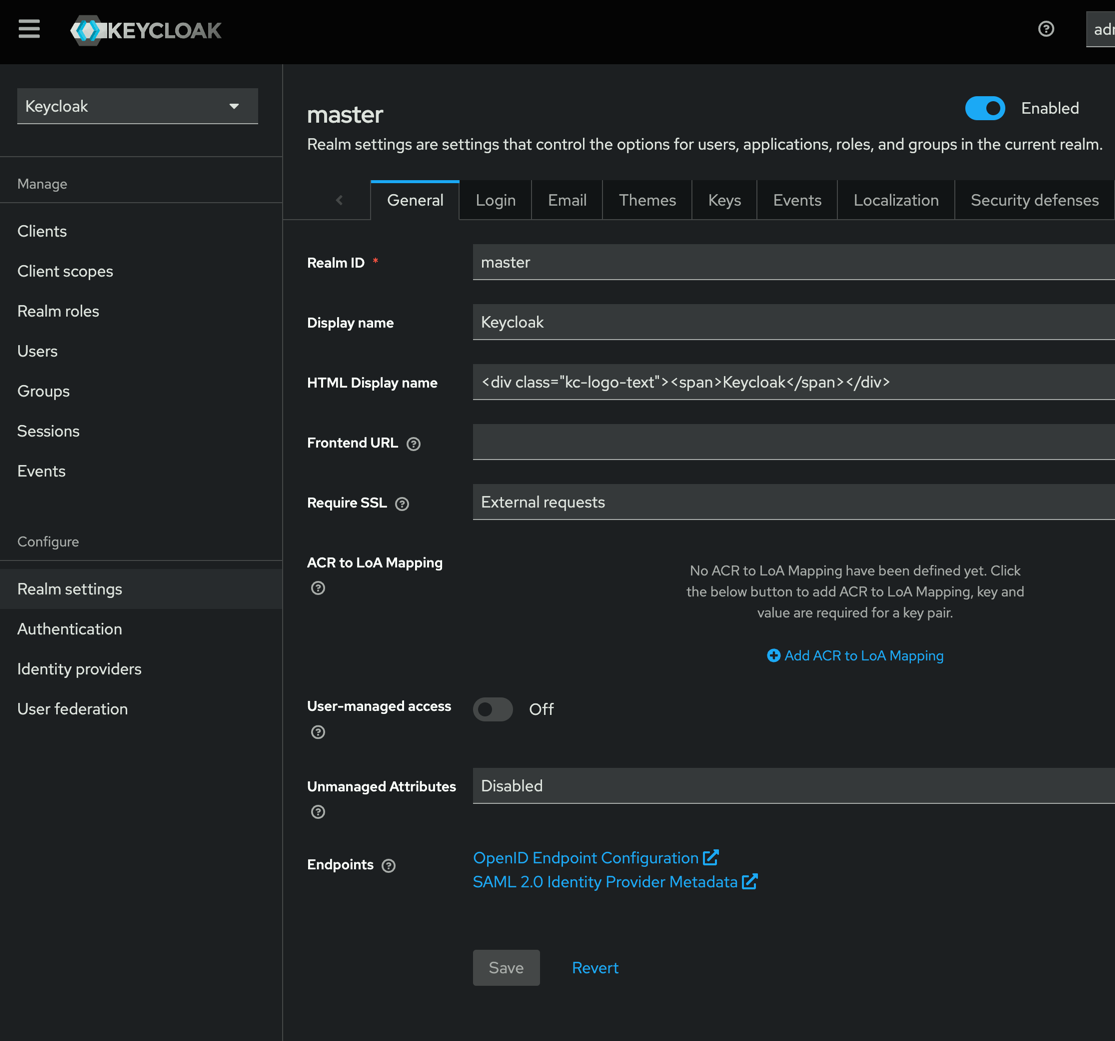 KEYCLOAK
Keycloak
Manage
Clients
Client scopes
Realm roles
Users
Groups
Sessions
Events
Configure
Realm settings
Authentication
Identity providers
User federation
master
Enabled
Realm settings are settings that control the options for users, applications, roles, and groups in the current realm.
General Login Email Themes Keys Events Localization Security defenses
Realm ID * master
Display name Keycloak
HTML Display name <div class="kc-logo-text"><span>Keycloak</span></div>
Frontend URL
Require SSL External requests
ACR to LoA Mapping
No ACR to LoA Mapping have been defined yet. Click
the below button to add ACR to LoA Mapping, key and
value are required for a key pair.
Add ACR to LoA Mapping
User-managed access Off
Unmanaged Attributes Disabled
Endpoints
OpenID Endpoint Configuration
SAML 2.0 Identity Provider Metadata
Save Revert